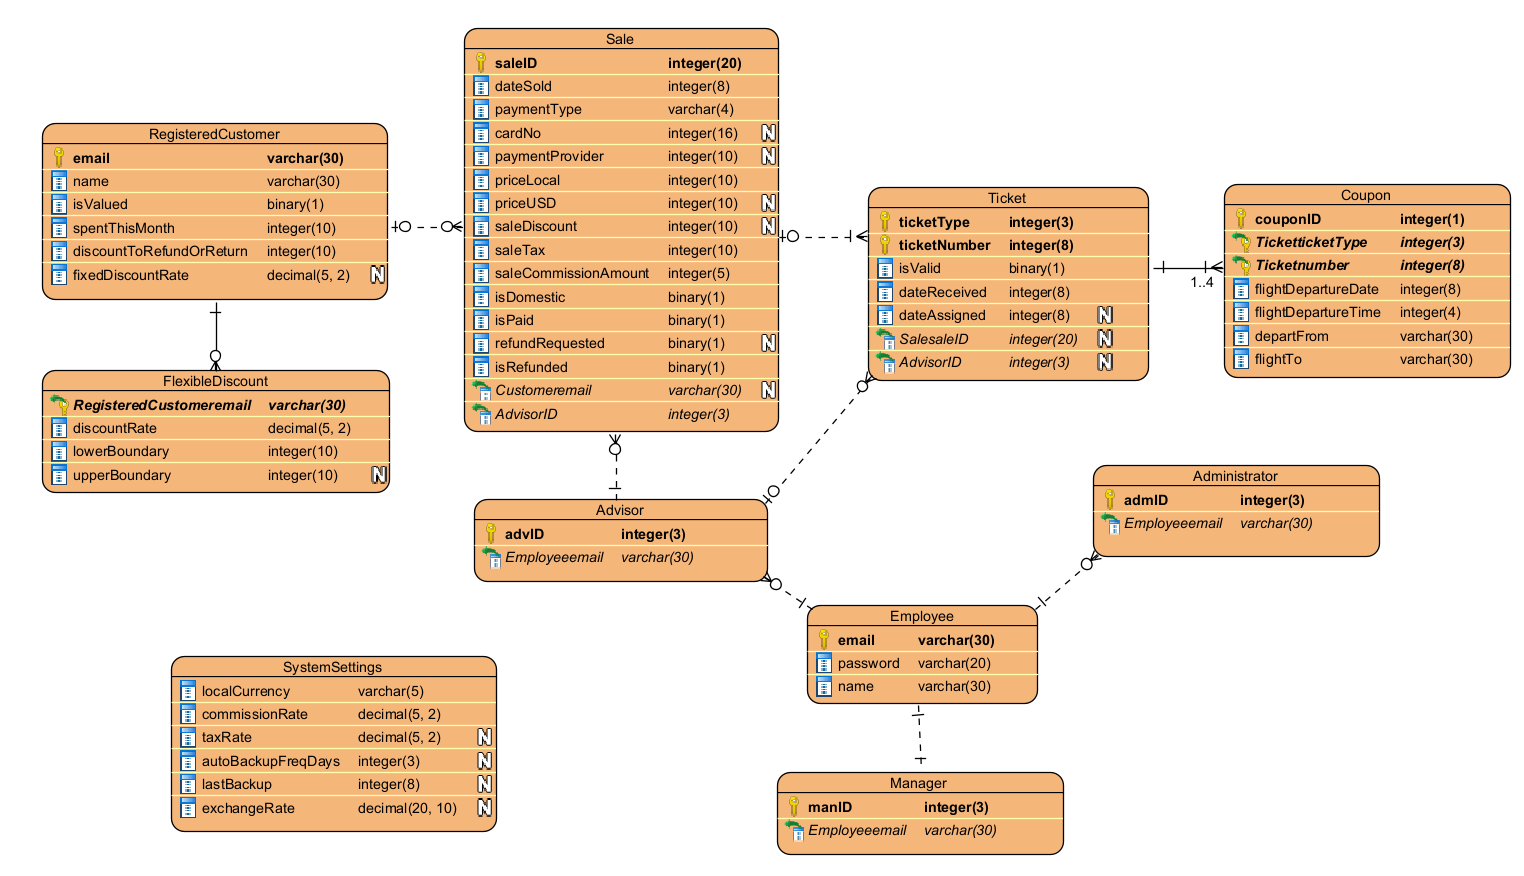 Sale
saleID integer(20)
dateSold integer(8)
paymentType varchar(4)
cardNo integer(16) N
paymentProvider integer(10) N
priceLocal integer(10)
priceUSD integer(10) N
saleDiscount integer(10) N
saleTax integer(10)
saleCommissionAmount integer(5)
isDomestic binary(1)
isPaid binary(1)
refundRequested binary(1) N
isRefunded binary(1)
Customeremail varchar(30) N
AdvisorID integer(3)
RegisteredCustomer
email varchar(30)
name varchar(30)
isValued binary(1)
spentThisMonth integer(10)
discountToRefundOrReturn integer(10)
fixedDiscountRate decimal(5, 2) N
Ticket
ticketType integer(3)
ticketNumber integer(8)
isValid binary(1)
dateReceived integer(8)
dateAssigned integer(8) N
SalesaleID integer(20) N
AdvisorID integer(3) N
1..4
Coupon
couponID integer(1)
TicketticketType integer(3)
Ticketnumber integer(8)
flightDepartureDate integer(8)
flightDepartureTime integer(4)
departFrom varchar(30)
flightTo varchar(30)
FlexibleDiscount
RegisteredCustomeremail varchar(30)
discountRate decimal(5, 2)
lowerBoundary integer(10)
upperBoundary integer(10) N
Advisor
advID integer(3)
Employeeemail varchar(30)
Administrator
admID integer(3)
Employeeemail varchar(30)
Employee
email varchar(30)
password varchar(20)
name varchar(30)
SystemSettings
localCurrency varchar(5)
commissionRate decimal(5, 2)
taxRate decimal(5, 2) N
autoBackupFreqDays integer(3) N
lastBackup integer(8) N
exchangeRate decimal(20, 10) N
Manager
manID integer(3)
Employeeemail varchar(30)